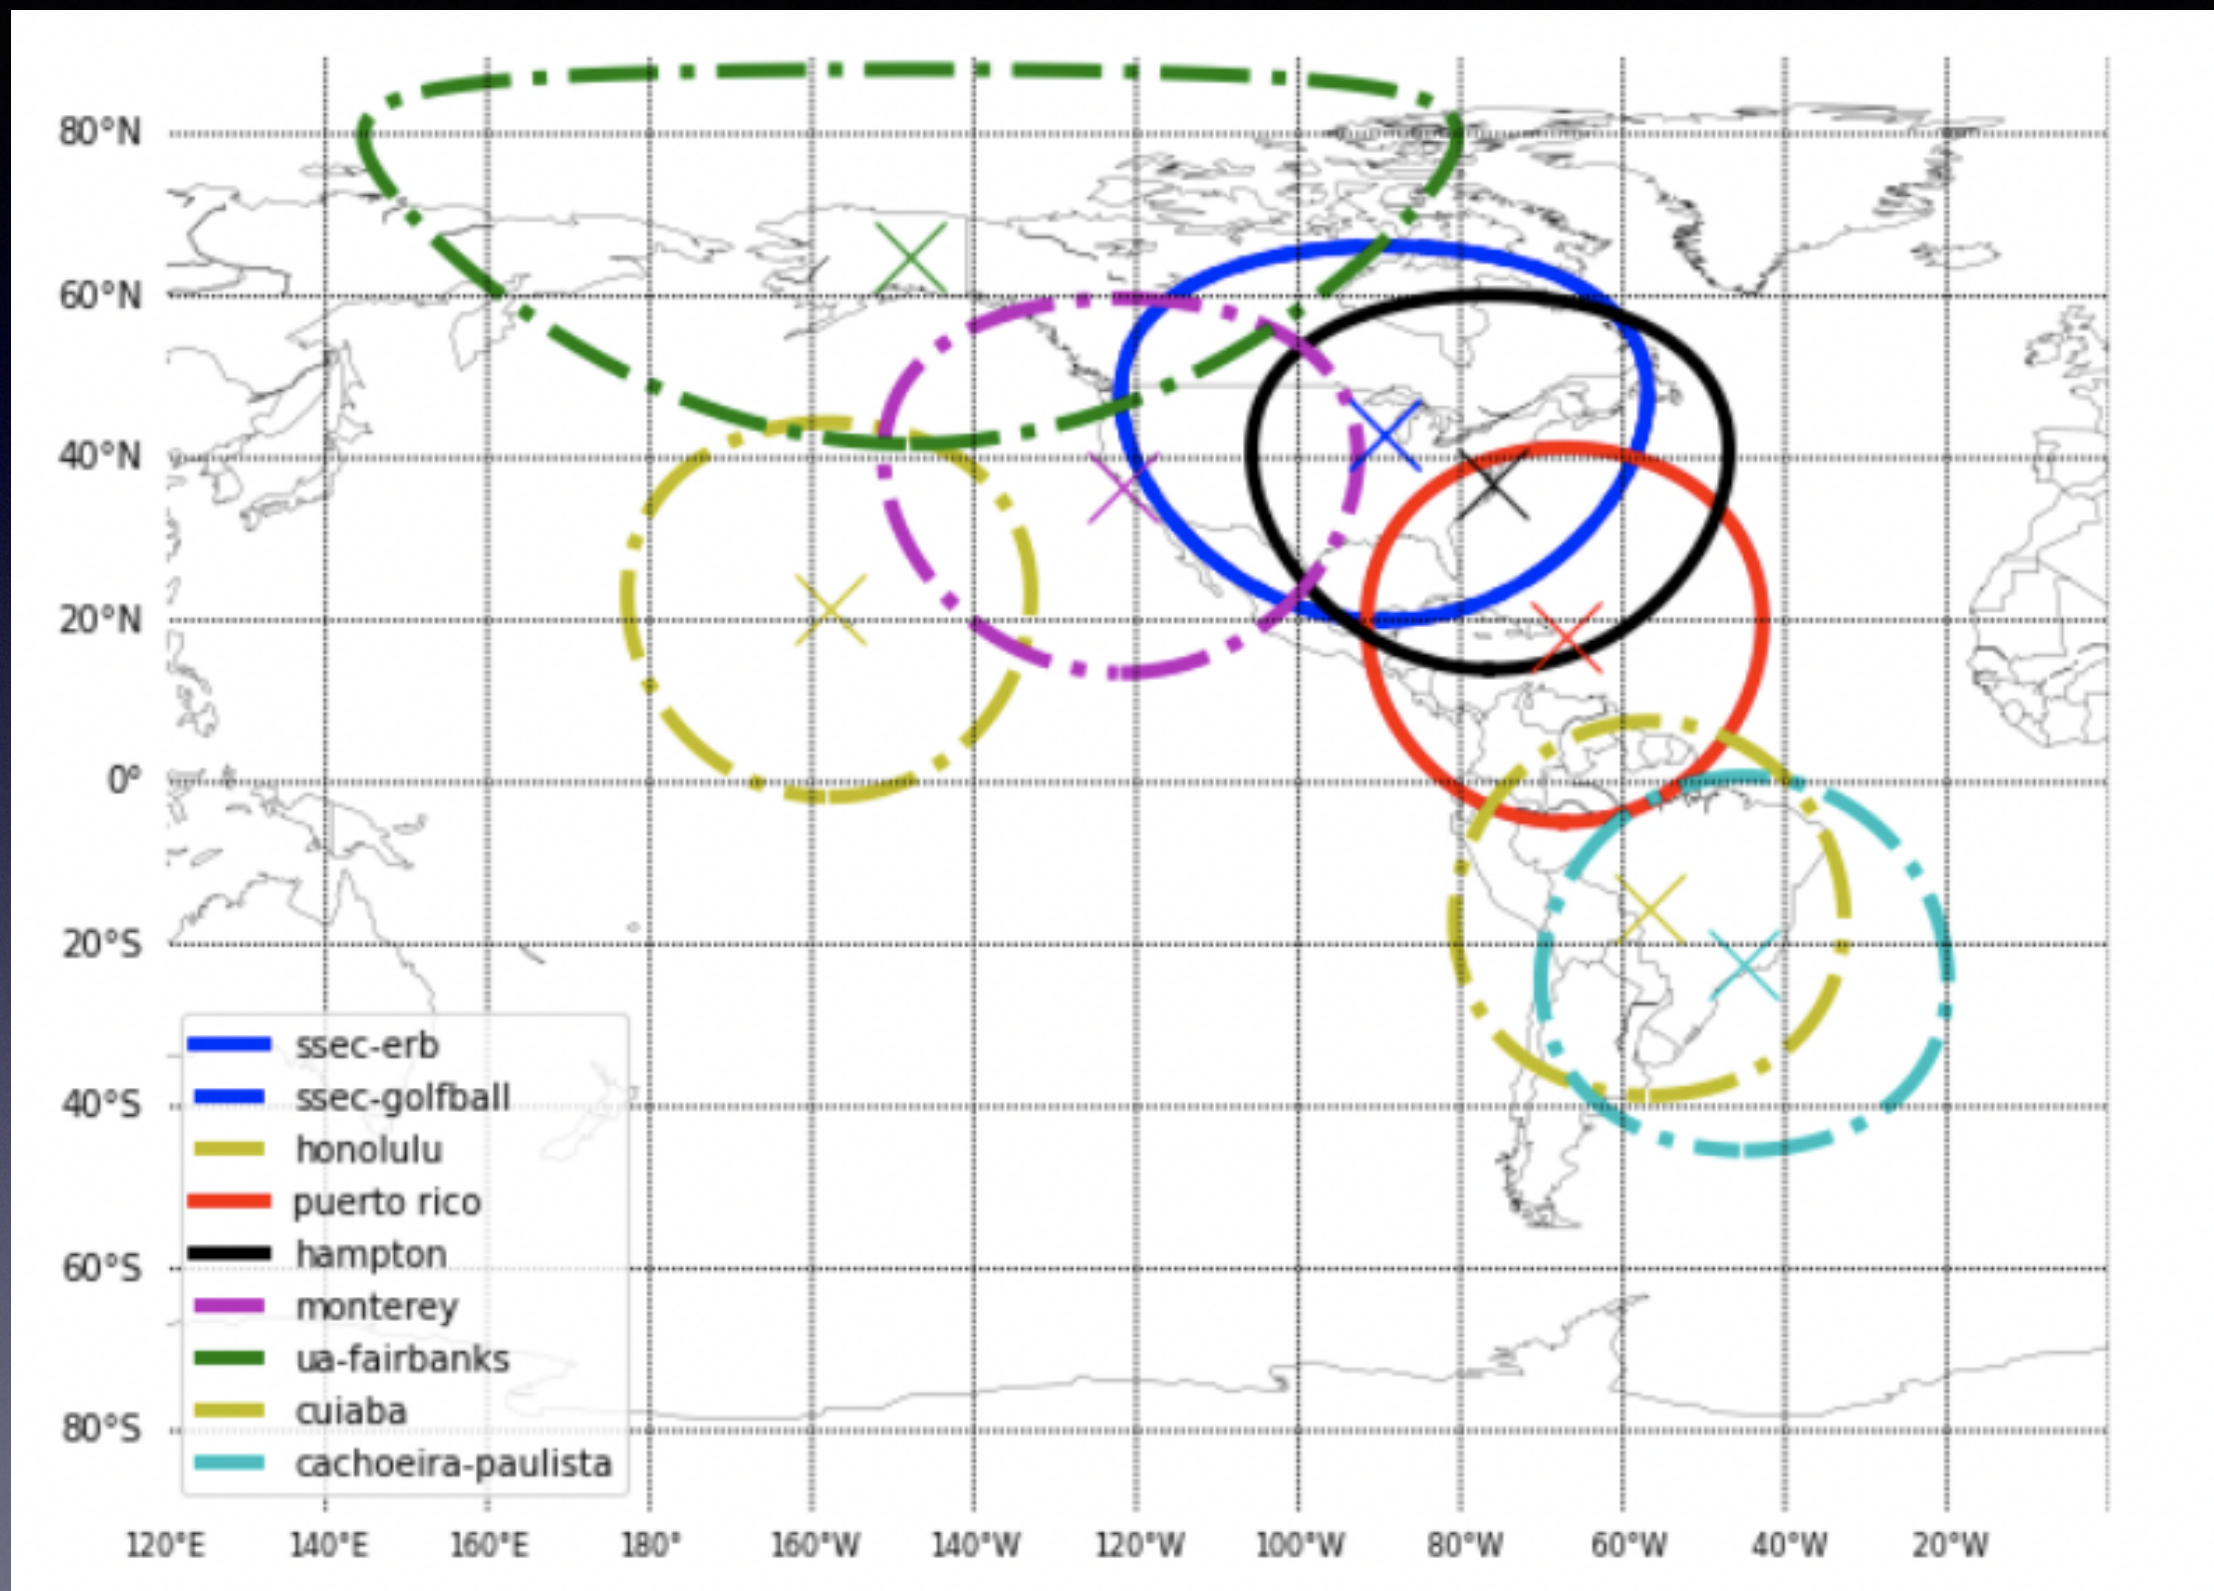 80°N
60°N
40°N
20°N
0°
20°S
40°S
60°S
80°S
ssec-erb
ssec-golfball
honolulu
puerto rico
hampton
monterey
ua-fairbanks
cuiaba
cachoeira-paulista
120°E 140°E 160°E 180° 160°W 140°W 120°W 100°W 80°W 60°W 40°W 20°W